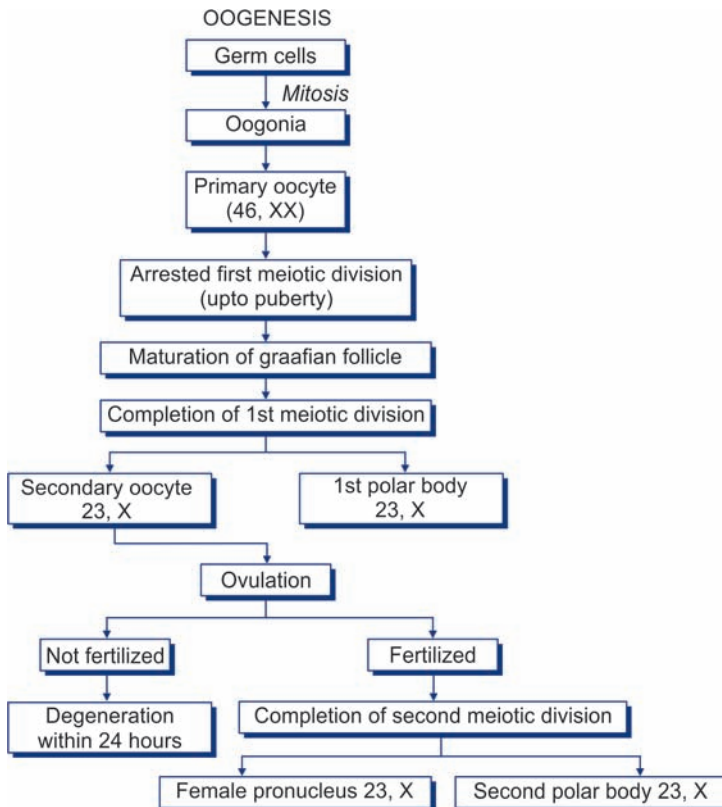 OOGENESIS
Germ cells
Mitosis
Oogonia
Primary oocyte
(46, XX)
Arrested first meiotic division
(upto puberty)
Maturation of graafian follicle
Completion of 1st meiotic division
Secondary oocyte
23, X
1st polar body
23, X
Ovulation
Not fertilized
Fertilized
Degeneration
within 24 hours
Completion of second meiotic division
Female pronucleus 23, X
Second polar body 23, X